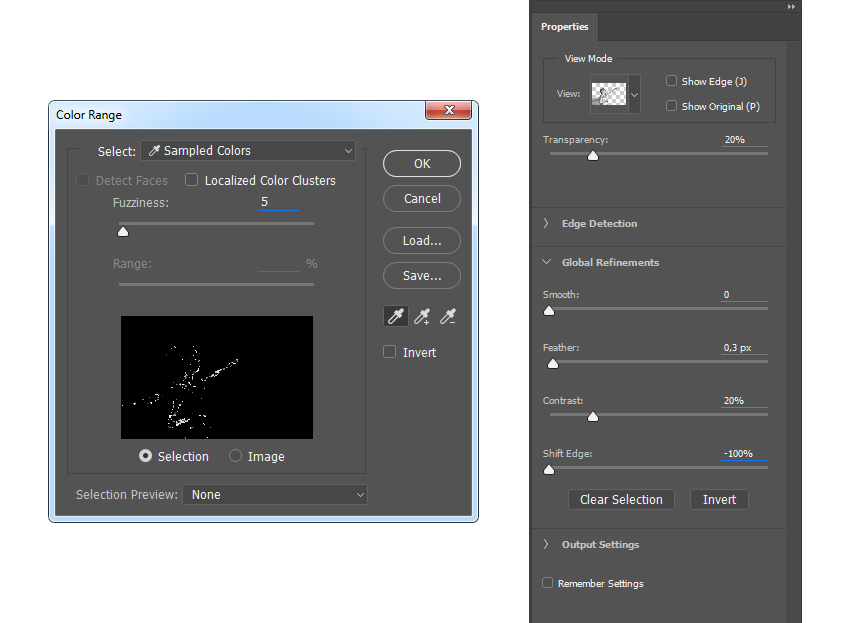 Color Range
Select: Sampled Colors
Detect Faces Localized Color Clusters
Fuzziness: 5
Range: %
Selection Image
Selection Preview: None
OK
Cancel
Load...
Save...
Invert
Properties
View Mode
View:
Show Edge (J)
Show Original (P)
Transparency: 20%
Edge Detection
Global Refinements
Smooth: 0
Feather: 0,3 px
Contrast: 20%
Shift Edge: -100%
Clear Selection Invert
Output Settings
Remember Settings